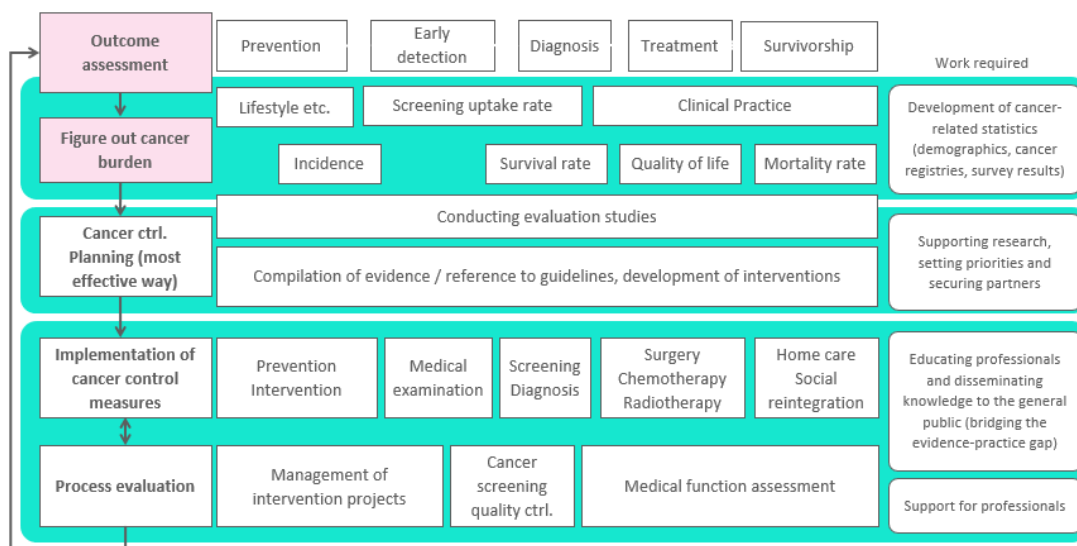 Outcome
assessment
Prevention
Early
detection
Diagnosis
Treatment
Survivorship
Work required
Lifestyle etc.
Screening uptake rate
Clinical Practice
Figure out cancer
burden
Incidence
Survival rate
Quality of life
Mortality rate
Development of cancer-
related statistics
(demographics, cancer
registries, survey results)
Cancer ctrl.
Planning (most
effective way)
Conducting evaluation studies
Compilation of evidence / reference to guidelines, development of interventions
Supporting research,
setting priorities and
securing partners
Implementation of
cancer control
measures
Prevention
Intervention
Medical
examination
Screening
Diagnosis
Surgery
Chemotherapy
Radiotherapy
Home care
Social
reintegration
Educating professionals
and disseminating
knowledge to the general
public (bridging the
evidence-practice gap)
Process evaluation
Management of
intervention projects
Cancer
screening
quality ctrl.
Medical function assessment
Support for professionals